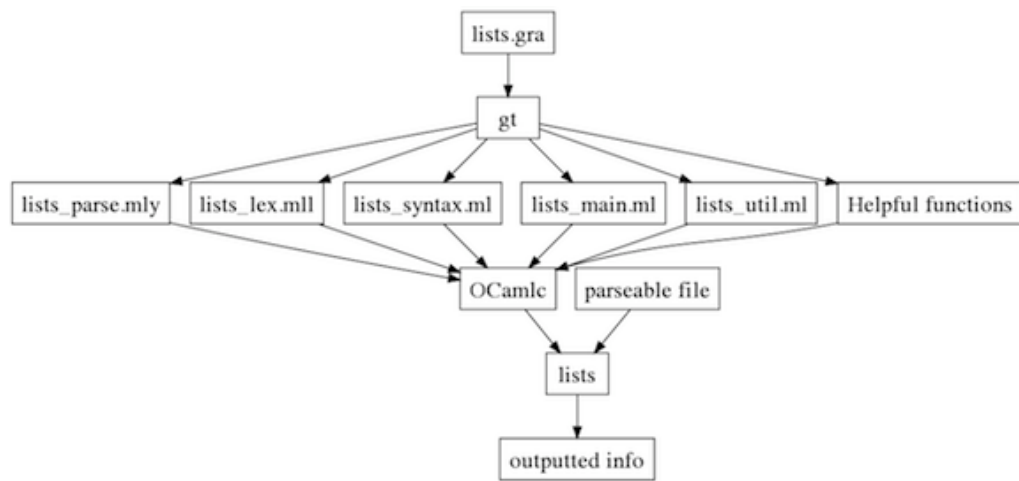 lists.gra
gt
lists_parse.mly
lists_lex.mll
lists_syntax.ml
lists_main.ml
lists_util.ml
Helpful functions
OCamlc
parseable file
lists
outputted info